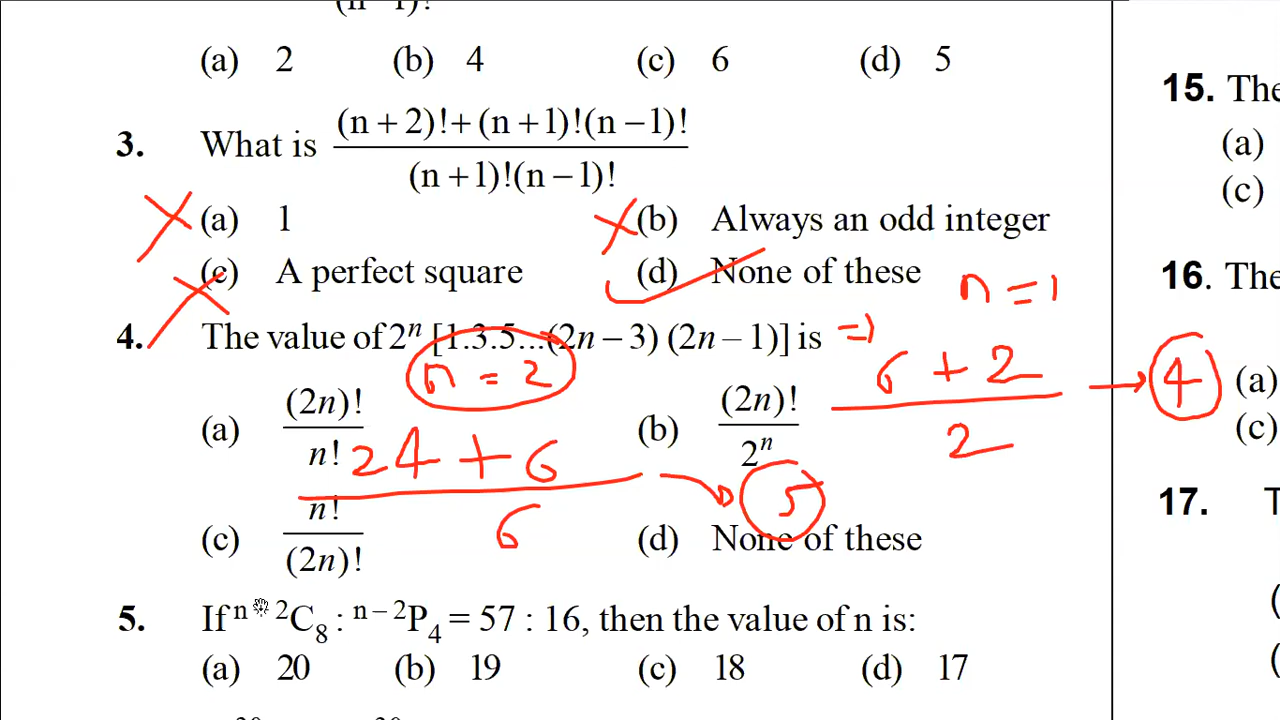 (n−1)!
(a) 2 (b) 4 (c) 6 (d) 5
3. What is (n+2)!+(n+1)!(n−1)! / (n+1)!(n−1)!
(a) 1 (b) Always an odd integer
(c) A perfect square (d) None of these
n = 1
4. The value of 2ⁿ [1.3.5...(2n−3) (2n−1)] is ⇒
n = 2
6 + 2 / 2 → 4
(a) (2n)! / n! (b) (2n)! / 2ⁿ
24 + 6 / 6 → 5
(c) n! / (2n)! (d) None of these
5. If ⁿ ²C₈ : ⁿ⁻²P₄ = 57 : 16, then the value of n is:
(a) 20 (b) 19 (c) 18 (d) 17
15. The
(a)
(c)
16. The
(a)
(c)
17.